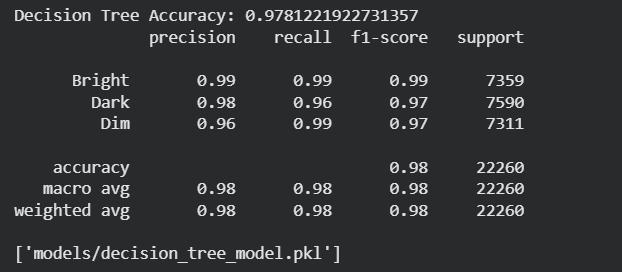 Decision Tree Accuracy: 0.9781221922731357
precision recall f1-score support
Bright 0.99 0.99 0.99 7359
Dark 0.98 0.96 0.97 7590
Dim 0.96 0.99 0.97 7311
accuracy 0.98 22260
macro avg 0.98 0.98 0.98 22260
weighted avg 0.98 0.98 0.98 22260
['models/decision_tree_model.pkl']